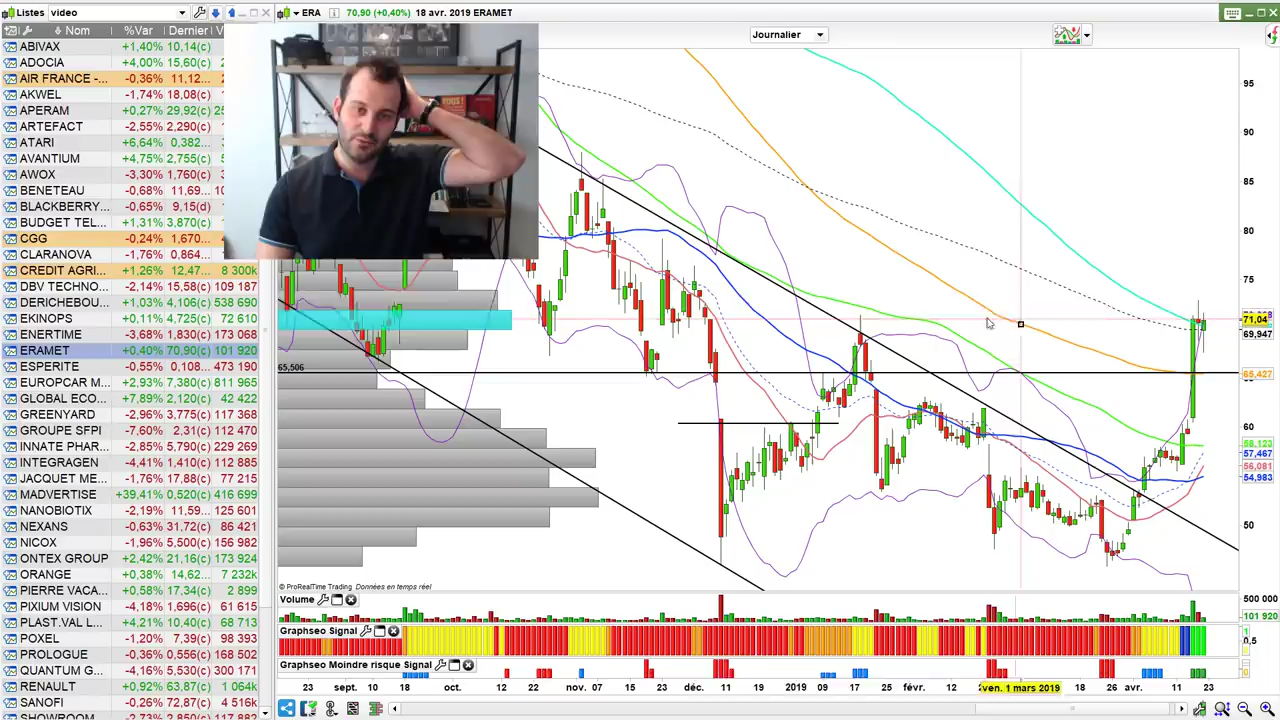 Listes video
ERA 70,90 (+0,40%) 18 avr. 2019 ERAMET
Nom %Var Dernier V
Journalier
ABIVAX +1,40% 10,14(c)
ADOCIA +4,00% 15,60(c)
AIR FRANCE -... -0,36% 11,12...
AKWEL -1,74% 18,08(c)
APERAM +0,27% 29,92(c)
ARTEFACT -2,55% 2,290(c)
ATARI +6,64% 0,382...
AVANTIUM +4,75% 2,755(c)
AWOX -3,30% 1,760(c)
BENETEAU -0,68% 11,69...
BLACKBERRY... -0,65% 9,15(d)
BUDGET TEL... +1,31% 3,870(c)
CGG -0,24% 1,670...
CLARANOVA -1,76% 0,864...
CREDIT AGRI... +1,26% 12,47... 8 300k
DBV TECHNO... -2,14% 15,58(c) 109 187
DERICHEBOU... +1,03% 4,106(c) 538 690
EKINOPS +0,11% 4,725(c) 72 610
ENERTIME -3,68% 1,830(c) 173 068
ERAMET +0,40% 70,90(c) 101 920
ESPERITE -0,05% 0,108... 473 190
EUROPCAR M... +2,93% 7,380(c) 811 965
GLOBAL ECO... +7,89% 2,120(c) 42 422
GREENYARD -2,96% 3,775(c) 117 368
GROUPE SFPI -7,60% 2,31(c) 112 470
INNATE PHAR... -2,85% 5,790(c) 229 269
INTEGRAGEN -4,41% 1,410(c) 112 885
JACQUET ME... -1,76% 17,88(c) 77 215
MADVERTISE +39,41% 0,520(c) 416 699
NANOBIOTIX -2,19% 11,59... 125 601
NEXANS -0,63% 31,72(c) 86 421
NICOX -1,96% 5,500(c) 156 982
ONTEX GROUP +2,42% 21,16(c) 173 924
ORANGE +0,38% 14,62... 7 232k
PIERRE VACA... +0,58% 17,34(c) 2 899
PIXIUM VISION -4,18% 1,696(c) 61 615
PLAST.VAL L... +4,21% 10,40(c) 67 618
POXEL -1,20% 7,39(c) 98 393
PROLOGUE -0,36% 0,556(c) 148 501
QUANTUM G... -4,16% 0,530(c) 300 171
RENAULT +0,92% 63,87(c) 1 064k
SANOFI -0,26% 72,87(c) 4 516k
95
90
85
80
75
71,04
69,947
65,506
65,427
60
58,123
57,467
56,081
54,983
50
© ProRealTime Trading Données en temps réel
Volume
500 000
101 920
Graphseo Signal
0,5
Graphseo Moindre risque Signal
23 sept. 10 18 oct. nov. 07 15 23 déc. 11 2019 09 17 févr. 12 ven. 1 mars 2019 18 26 avr. 11 23